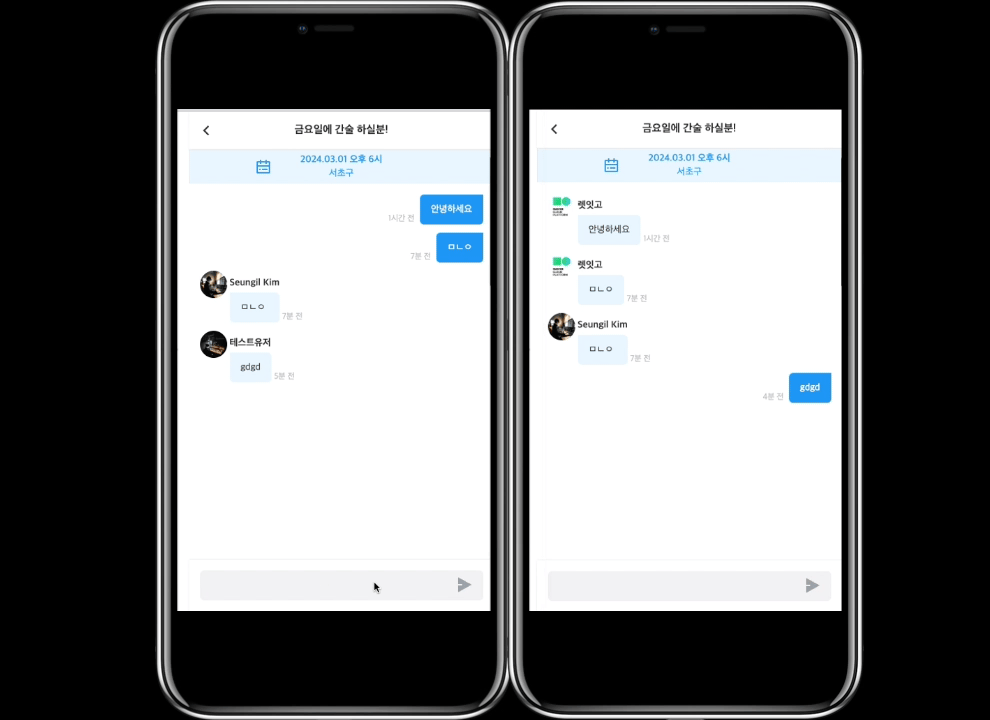 금요일에 간술 하실분!
2024.03.01 오후 6시
서초구
안녕하세요
1시간 전
ㅁㄴㅇ
7분 전
Seungil Kim
ㅁㄴㅇ
7분 전
테스트유저
gdgd
5분 전
금요일에 간술 하실분!
2024.03.01 오후 6시
서초구
렛잇고
안녕하세요
1시간 전
렛잇고
ㅁㄴㅇ
7분 전
Seungil Kim
ㅁㄴㅇ
7분 전
gdgd
4분 전